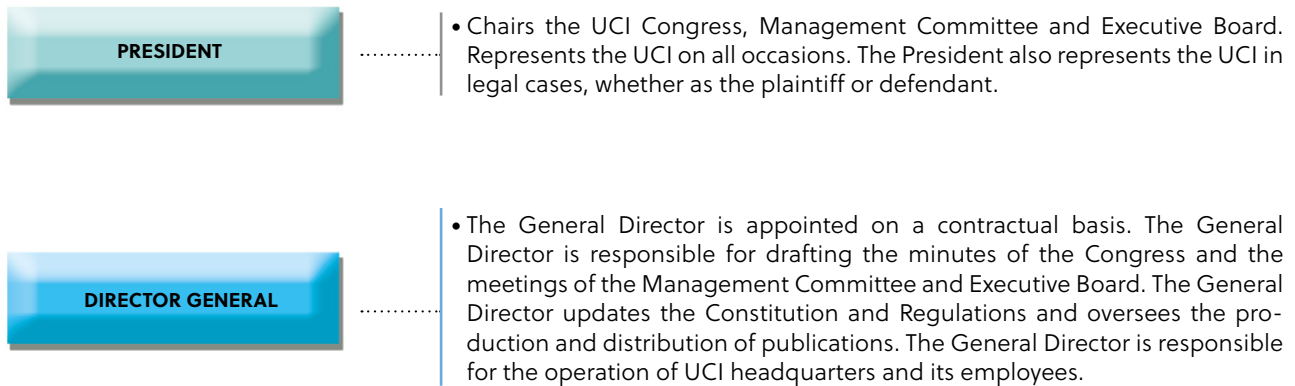 PRESIDENT
• Chairs the UCI Congress, Management Committee and Executive Board.
Represents the UCI on all occasions. The President also represents the UCI in
legal cases, whether as the plaintiff or defendant.
DIRECTOR GENERAL
• The General Director is appointed on a contractual basis. The General
Director is responsible for drafting the minutes of the Congress and the
meetings of the Management Committee and Executive Board. The General
Director updates the Constitution and Regulations and oversees the pro-
duction and distribution of publications. The General Director is responsible
for the operation of UCI headquarters and its employees.